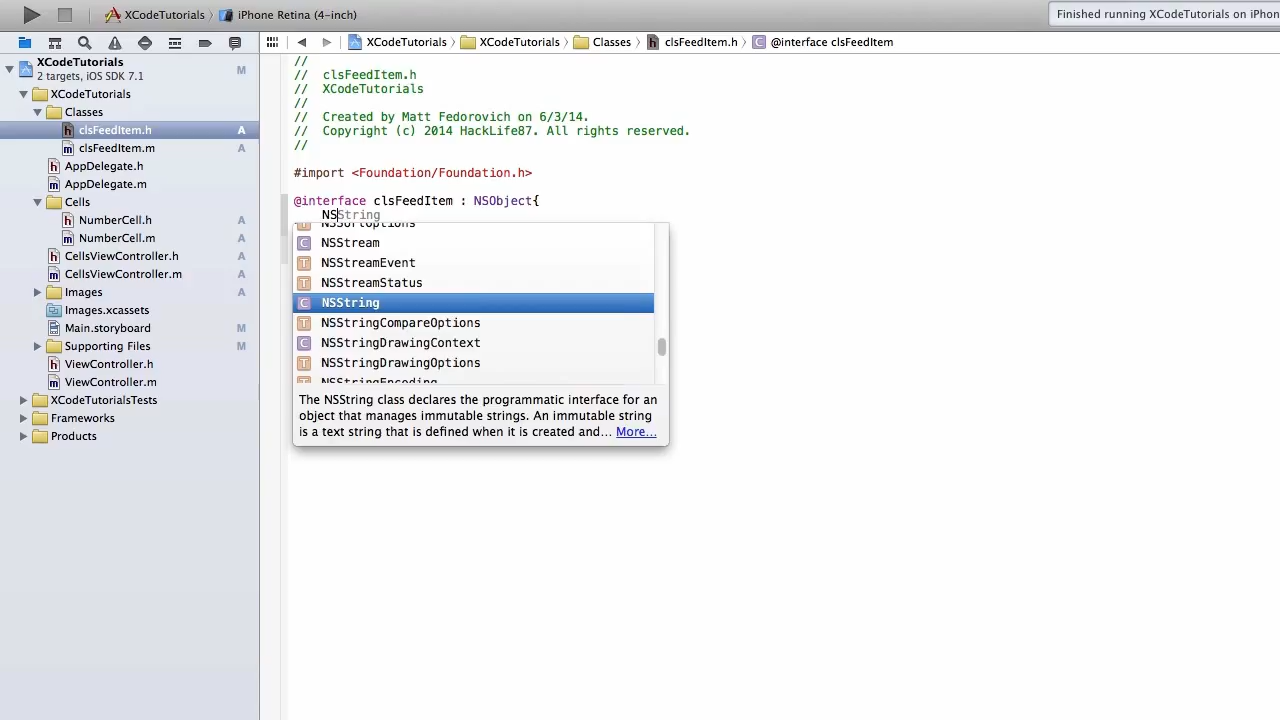 XCodeTutorials
iPhone Retina (4-inch)
Finished running XCodeTutorials on iPhon
XCodeTutorials
XCodeTutorials
Classes
clsFeedItem.h
@interface clsFeedItem
XCodeTutorials
M
2 targets, iOS SDK 7.1
XCodeTutorials
Classes
clsFeedItem.h
A
clsFeedItem.m
A
AppDelegate.h
AppDelegate.m
Cells
NumberCell.h
A
NumberCell.m
A
CellsViewController.h
A
CellsViewController.m
A
Images
A
Images.xcassets
Main.storyboard
M
Supporting Files
M
ViewController.h
ViewController.m
XCodeTutorialsTests
Frameworks
Products
//
// clsFeedItem.h
// XCodeTutorials
//
// Created by Matt Fedorovich on 6/3/14.
// Copyright (c) 2014 HackLife87. All rights reserved.
//
#import <Foundation/Foundation.h>
@interface clsFeedItem : NSObject{
NSString
NSSortOptions
C NSStream
T NSStreamEvent
T NSStreamStatus
C NSString
T NSStringCompareOptions
C NSStringDrawingContext
T NSStringDrawingOptions
T NSStringEncoding
The NSString class declares the programmatic interface for an
object that manages immutable strings. An immutable string
is a text string that is defined when it is created and... More...